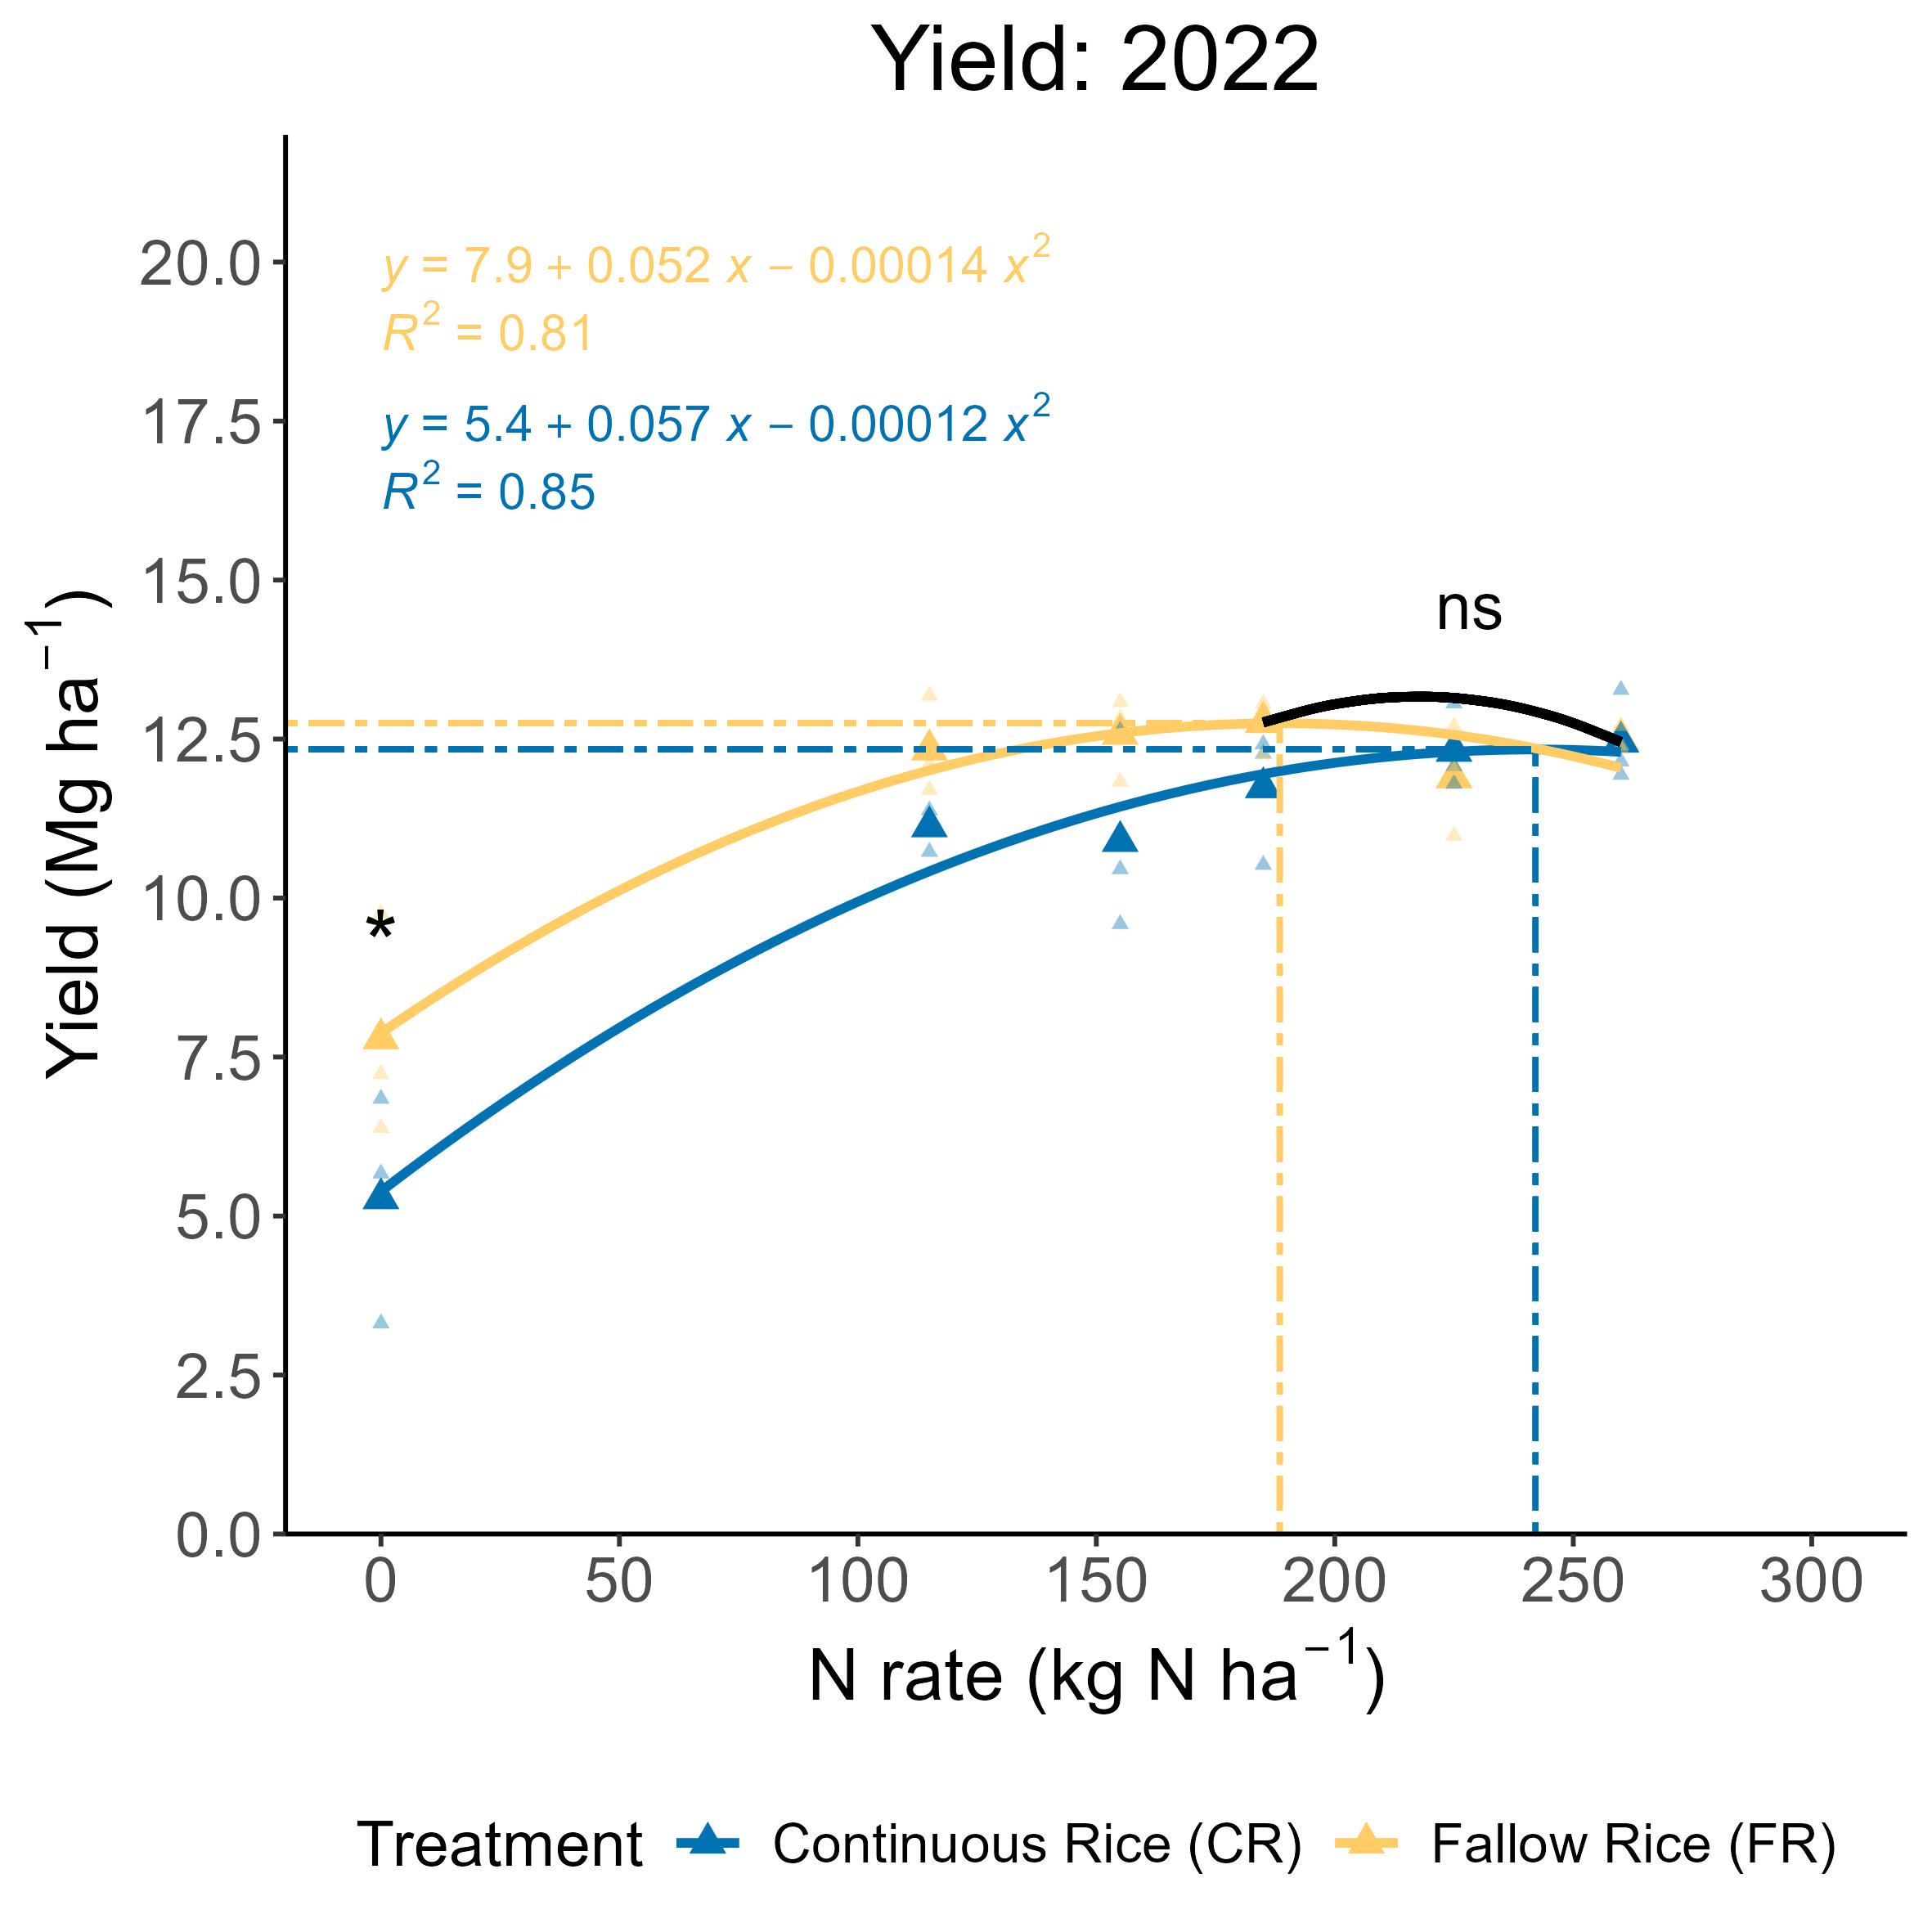 Yield: 2022
y = 7.9 + 0.052 x − 0.00014 x²
R² = 0.81
y = 5.4 + 0.057 x − 0.00012 x²
R² = 0.85
20.0
17.5
15.0
12.5
10.0
7.5
5.0
2.5
0.0
Yield (Mg ha⁻¹)
ns
*
0 50 100 150 200 250 300
N rate (kg N ha⁻¹)
Treatment Continuous Rice (CR) Fallow Rice (FR)